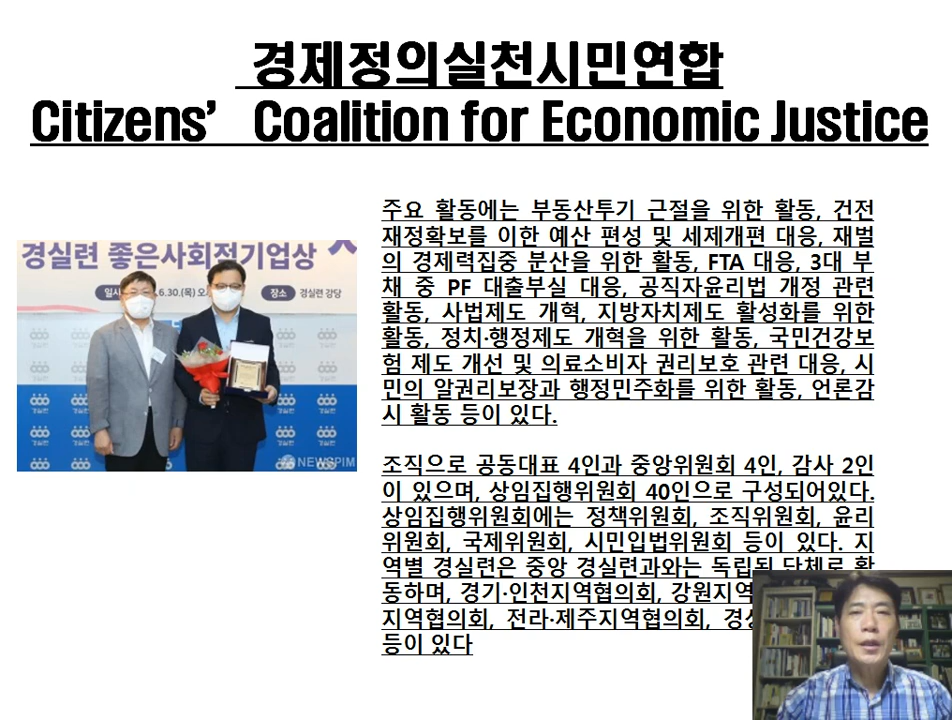 경제정의실천시민연합
Citizens’ Coalition for Economic Justice
주요 활동에는 부동산투기 근절을 위한 활동, 건전
재정확보를 이한 예산 편성 및 세제개편 대응, 재벌
의 경제력집중 분산을 위한 활동, FTA 대응, 3대 부
채 중 PF 대출부실 대응, 공직자윤리법 개정 관련
활동, 사법제도 개혁, 지방자치제도 활성화를 위한
활동, 정치·행정제도 개혁을 위한 활동, 국민건강보
험 제도 개선 및 의료소비자 권리보호 관련 대응, 시
민의 알권리보장과 행정민주화를 위한 활동, 언론감
시 활동 등이 있다.
조직으로 공동대표 4인과 중앙위원회 4인, 감사 2인
이 있으며, 상임집행위원회 40인으로 구성되어있다.
상임집행위원회에는 정책위원회, 조직위원회, 윤리
위원회, 국제위원회, 시민입법위원회 등이 있다. 지
역별 경실련은 중앙 경실련과와는 독립된 단체로 활
동하며, 경기·인천지역협의회, 강원지역
지역협의회, 전라·제주지역협의회,
등이 있다
경실련 좋은사회적기업상
6.30.(목) 장소 경실련 강당
경실련
NEWSPIM